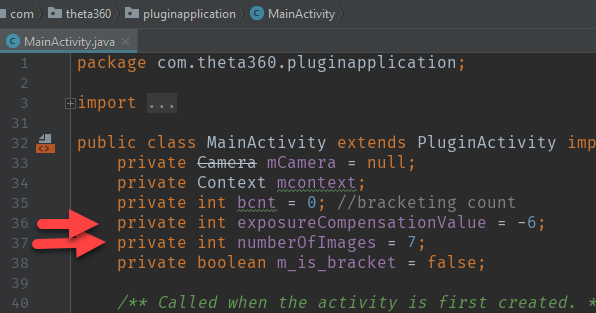 com theta360 pluginapplication MainActivity
MainActivity.java
1 package com.theta360.pluginapplication;
2
3 import ...
31
32 public class MainActivity extends PluginActivity imp
33 private Camera mCamera = null;
34 private Context mcontext;
35 private int bcnt = 0; //bracketing count
36 private int exposureCompensationValue = -6;
37 private int numberOfImages = 7;
38 private boolean m_is_bracket = false;
39
40 /** Called when the activity is first created. *